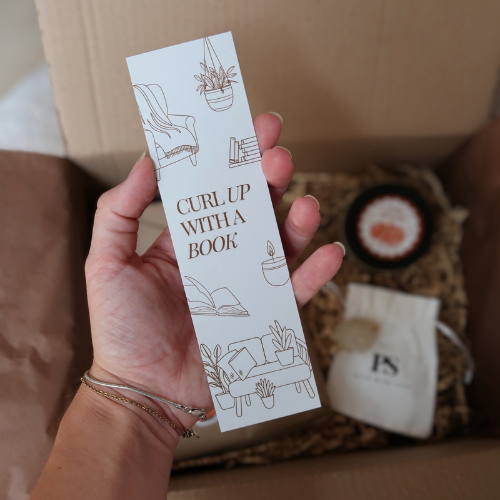 CURL UP
WITH A
BOOK
PS